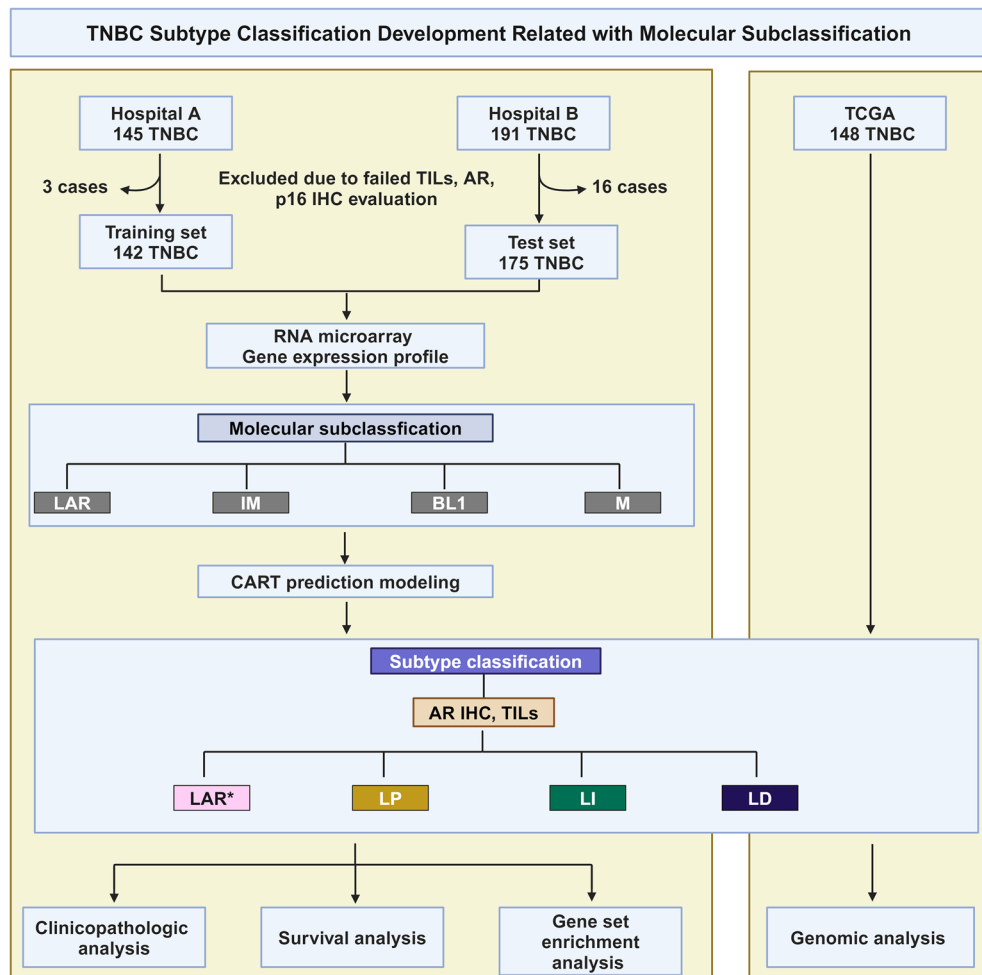 TNBC Subtype Classification Development Related with Molecular Subclassification
Hospital A
145 TNBC
Hospital B
191 TNBC
TCGA
148 TNBC
3 cases
Excluded due to failed TILs, AR,
p16 IHC evaluation
16 cases
Training set
142 TNBC
Test set
175 TNBC
RNA microarray
Gene expression profile
Molecular subclassfication
LAR
IM
BL1
M
CART prediction modeling
Subtype classification
AR IHC, TILs
LAR*
LP
LI
LD
Clinicopathologic
analysis
Survival analysis
Gene set
enrichment
analysis
Genomic analysis